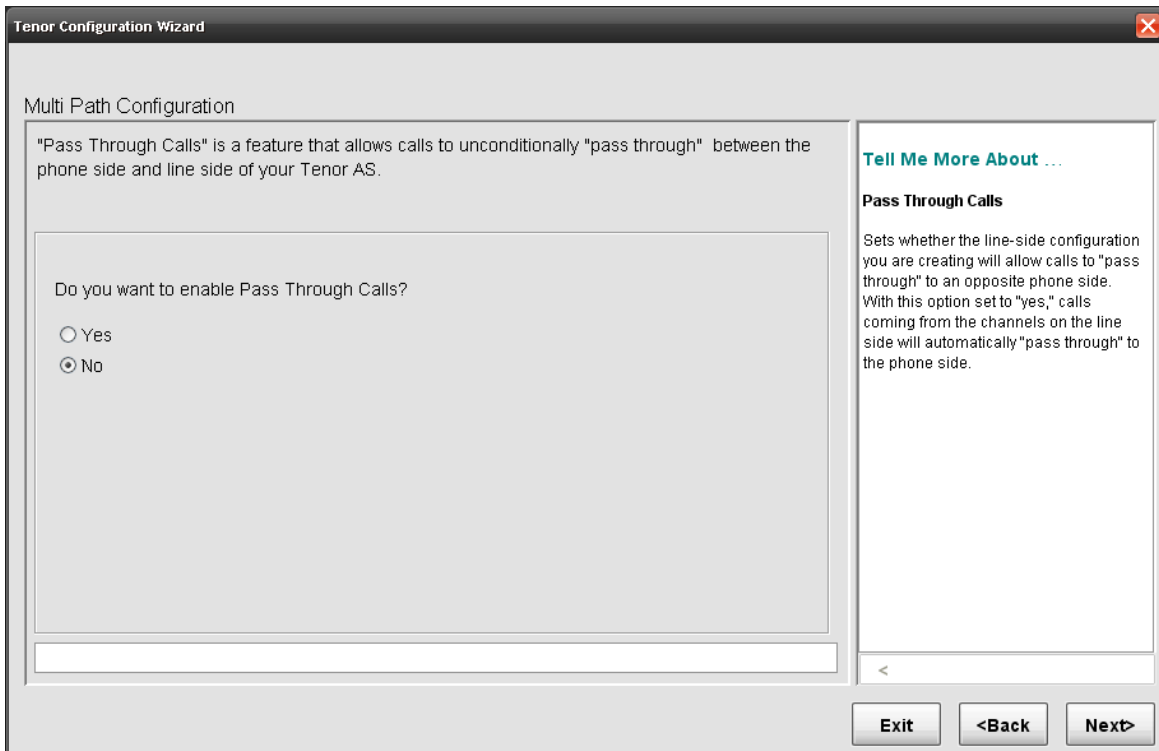 Tenor Configuration Wizard
Multi Path Configuration
"Pass Through Calls" is a feature that allows calls to unconditionally "pass through" between the
phone side and line side of your Tenor AS.
Do you want to enable Pass Through Calls?
Yes
No
Tell Me More About ...
Pass Through Calls
Sets whether the line-side configuration
you are creating will allow calls to "pass
through" to an opposite phone side.
With this option set to "yes," calls
coming from the channels on the line
side will automatically "pass through" to
the phone side.
<
Exit
<Back
Next>